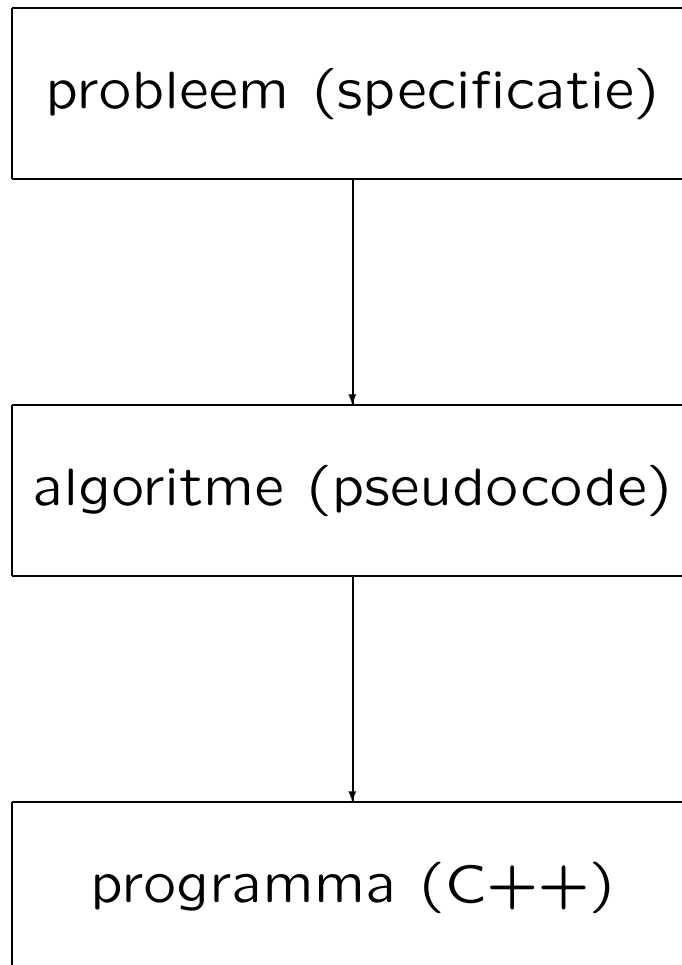 probleem (specificatie)
algoritme (pseudocode)
programma (C++)